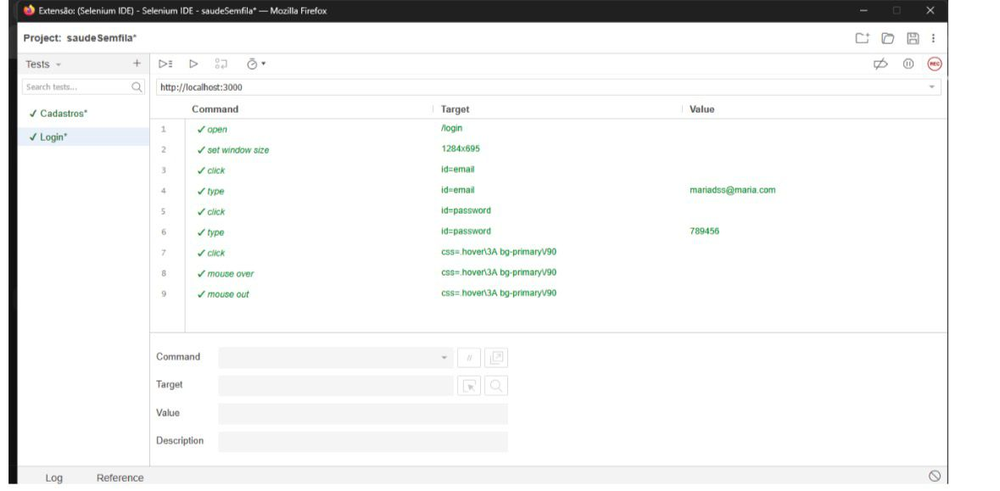 Extensão: (Selenium IDE) - Selenium IDE - saudeSemfila* — Mozilla Firefox
Project: saudeSemfila*
Tests
Search tests...
✓ Cadastros*
✓ Login*
REC
http://localhost:3000
Command Target Value
1 ✓ open /login
2 ✓ set window size 1284x695
3 ✓ click id=email
4 ✓ type id=email mariadss@maria.com
5 ✓ click id=password
6 ✓ type id=password 789456
7 ✓ click css=.hover\3A bg-primary\/90
8 ✓ mouse over css=.hover\3A bg-primary\/90
9 ✓ mouse out css=.hover\3A bg-primary\/90
Command //
Target
Value
Description
Log Reference